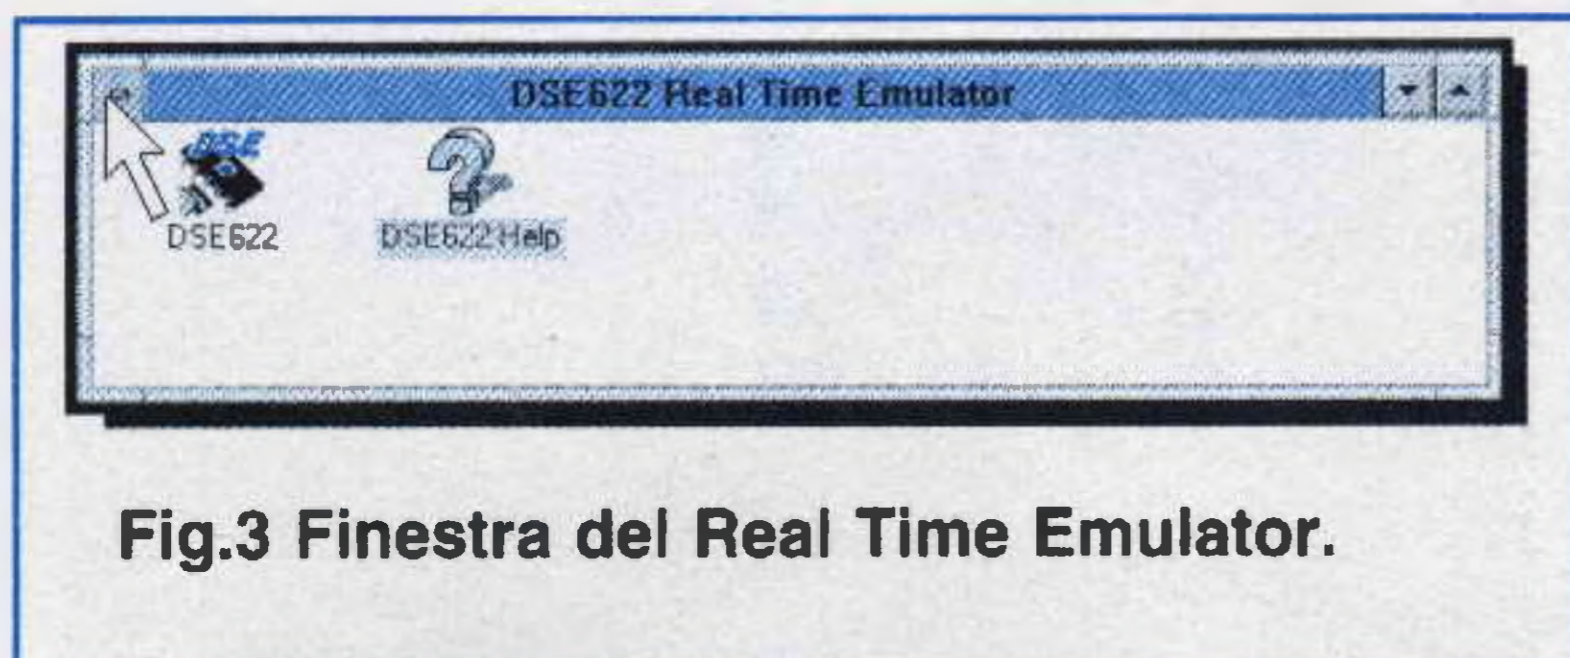 DSE622 Real Time Emulator
DSE
DSE622 DSE622 Help
Fig.3 Finestra del Real Time Emulator.